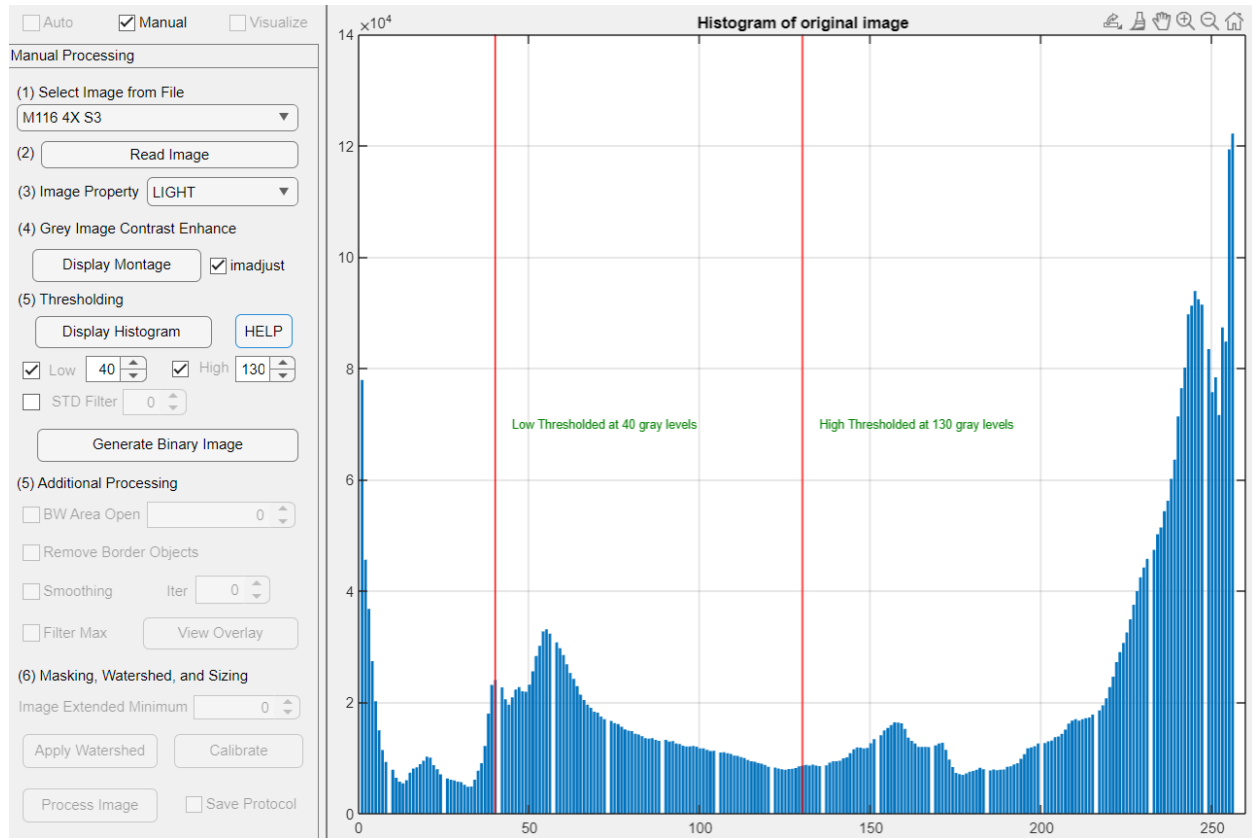 Auto Manual Visualize
Manual Processing
(1) Select Image from File
M116 4X S3
(2) Read Image
(3) Image Property LIGHT
(4) Grey Image Contrast Enhance
Display Montage imadjust
(5) Thresholding
Display Histogram HELP
Low 40 High 130
STD Filter 0
Generate Binary Image
(5) Additional Processing
BW Area Open 0
Remove Border Objects
Smoothing Iter 0
Filter Max View Overlay
(6) Masking, Watershed, and Sizing
Image Extended Minimum 0
Apply Watershed Calibrate
Process Image Save Protocol
Histogram of original image
×10⁴
14
12
10
8
6
4
2
0
Low Thresholded at 40 gray levels
High Thresholded at 130 gray levels
0 50 100 150 200 250